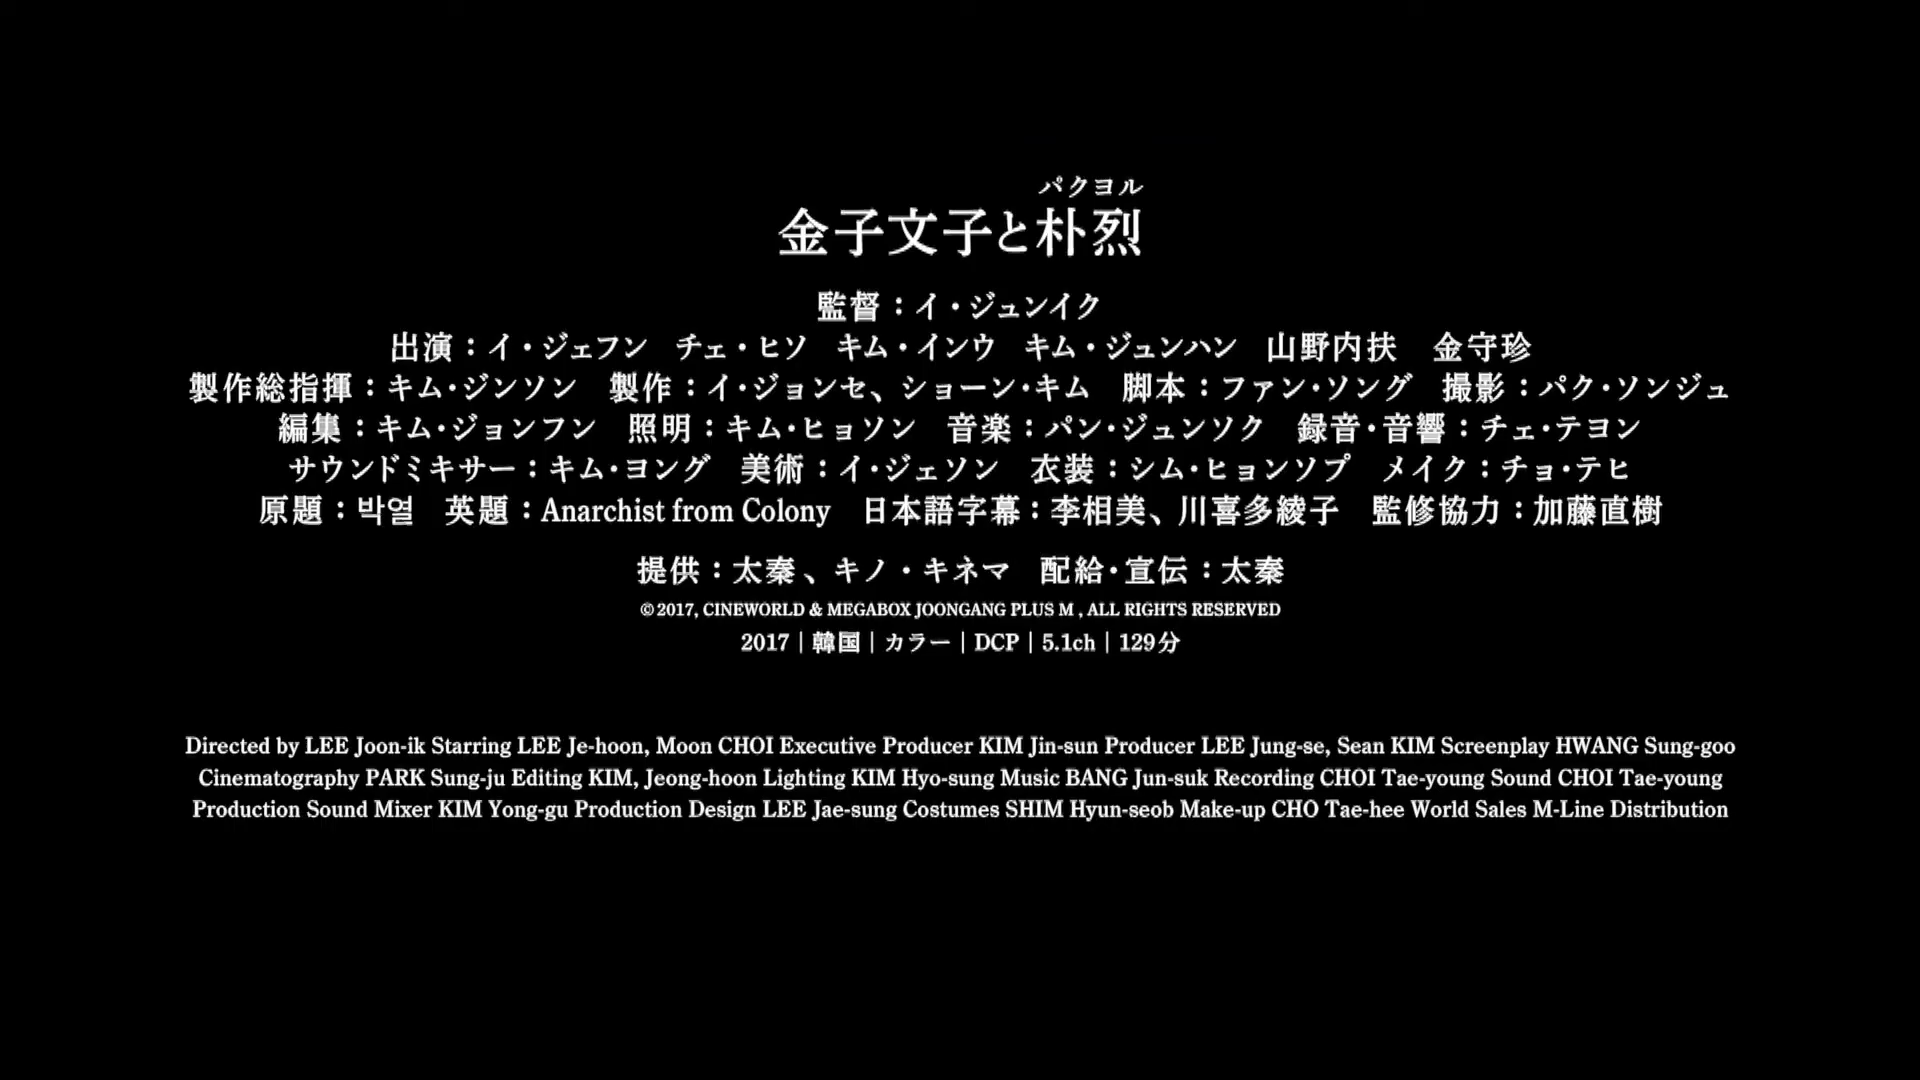 パクヨル
金子文子と朴烈
監督：イ・ジュンイク
出演：イ・ジェフン　チェ・ヒソ　キム・インウ　キム・ジュンハン　山野内扶　金守珍
製作総指揮：キム・ジンソン　製作：イ・ジョンセ、ショーン・キム　脚本：ファン・ソング　撮影：パク・ソンジュ
編集：キム・ジョンフン　照明：キム・ヒョソン　音楽：パン・ジュンソク　録音・音響：チェ・テヨン
サウンドミキサー：キム・ヨング　美術：イ・ジェソン　衣装：シム・ヒョンソプ　メイク：チョ・テヒ
原題：박열　英題：Anarchist from Colony　日本語字幕：李相美、川喜多綾子　監修協力：加藤直樹
提供：太秦、キノ・キネマ　配給・宣伝：太秦
©2017, CINEWORLD & MEGABOX JOONGANG PLUS M , ALL RIGHTS RESERVED
2017｜韓国｜カラー｜DCP｜5.1ch｜129分
Directed by LEE Joon-ik Starring LEE Je-hoon, Moon CHOI Executive Producer KIM Jin-sun Producer LEE Jung-se, Sean KIM Screenplay HWANG Sung-goo
Cinematography PARK Sung-ju Editing KIM, Jeong-hoon Lighting KIM Hyo-sung Music BANG Jun-suk Recording CHOI Tae-young Sound CHOI Tae-young
Production Sound Mixer KIM Yong-gu Production Design LEE Jae-sung Costumes SHIM Hyun-seob Make-up CHO Tae-hee World Sales M-Line Distribution